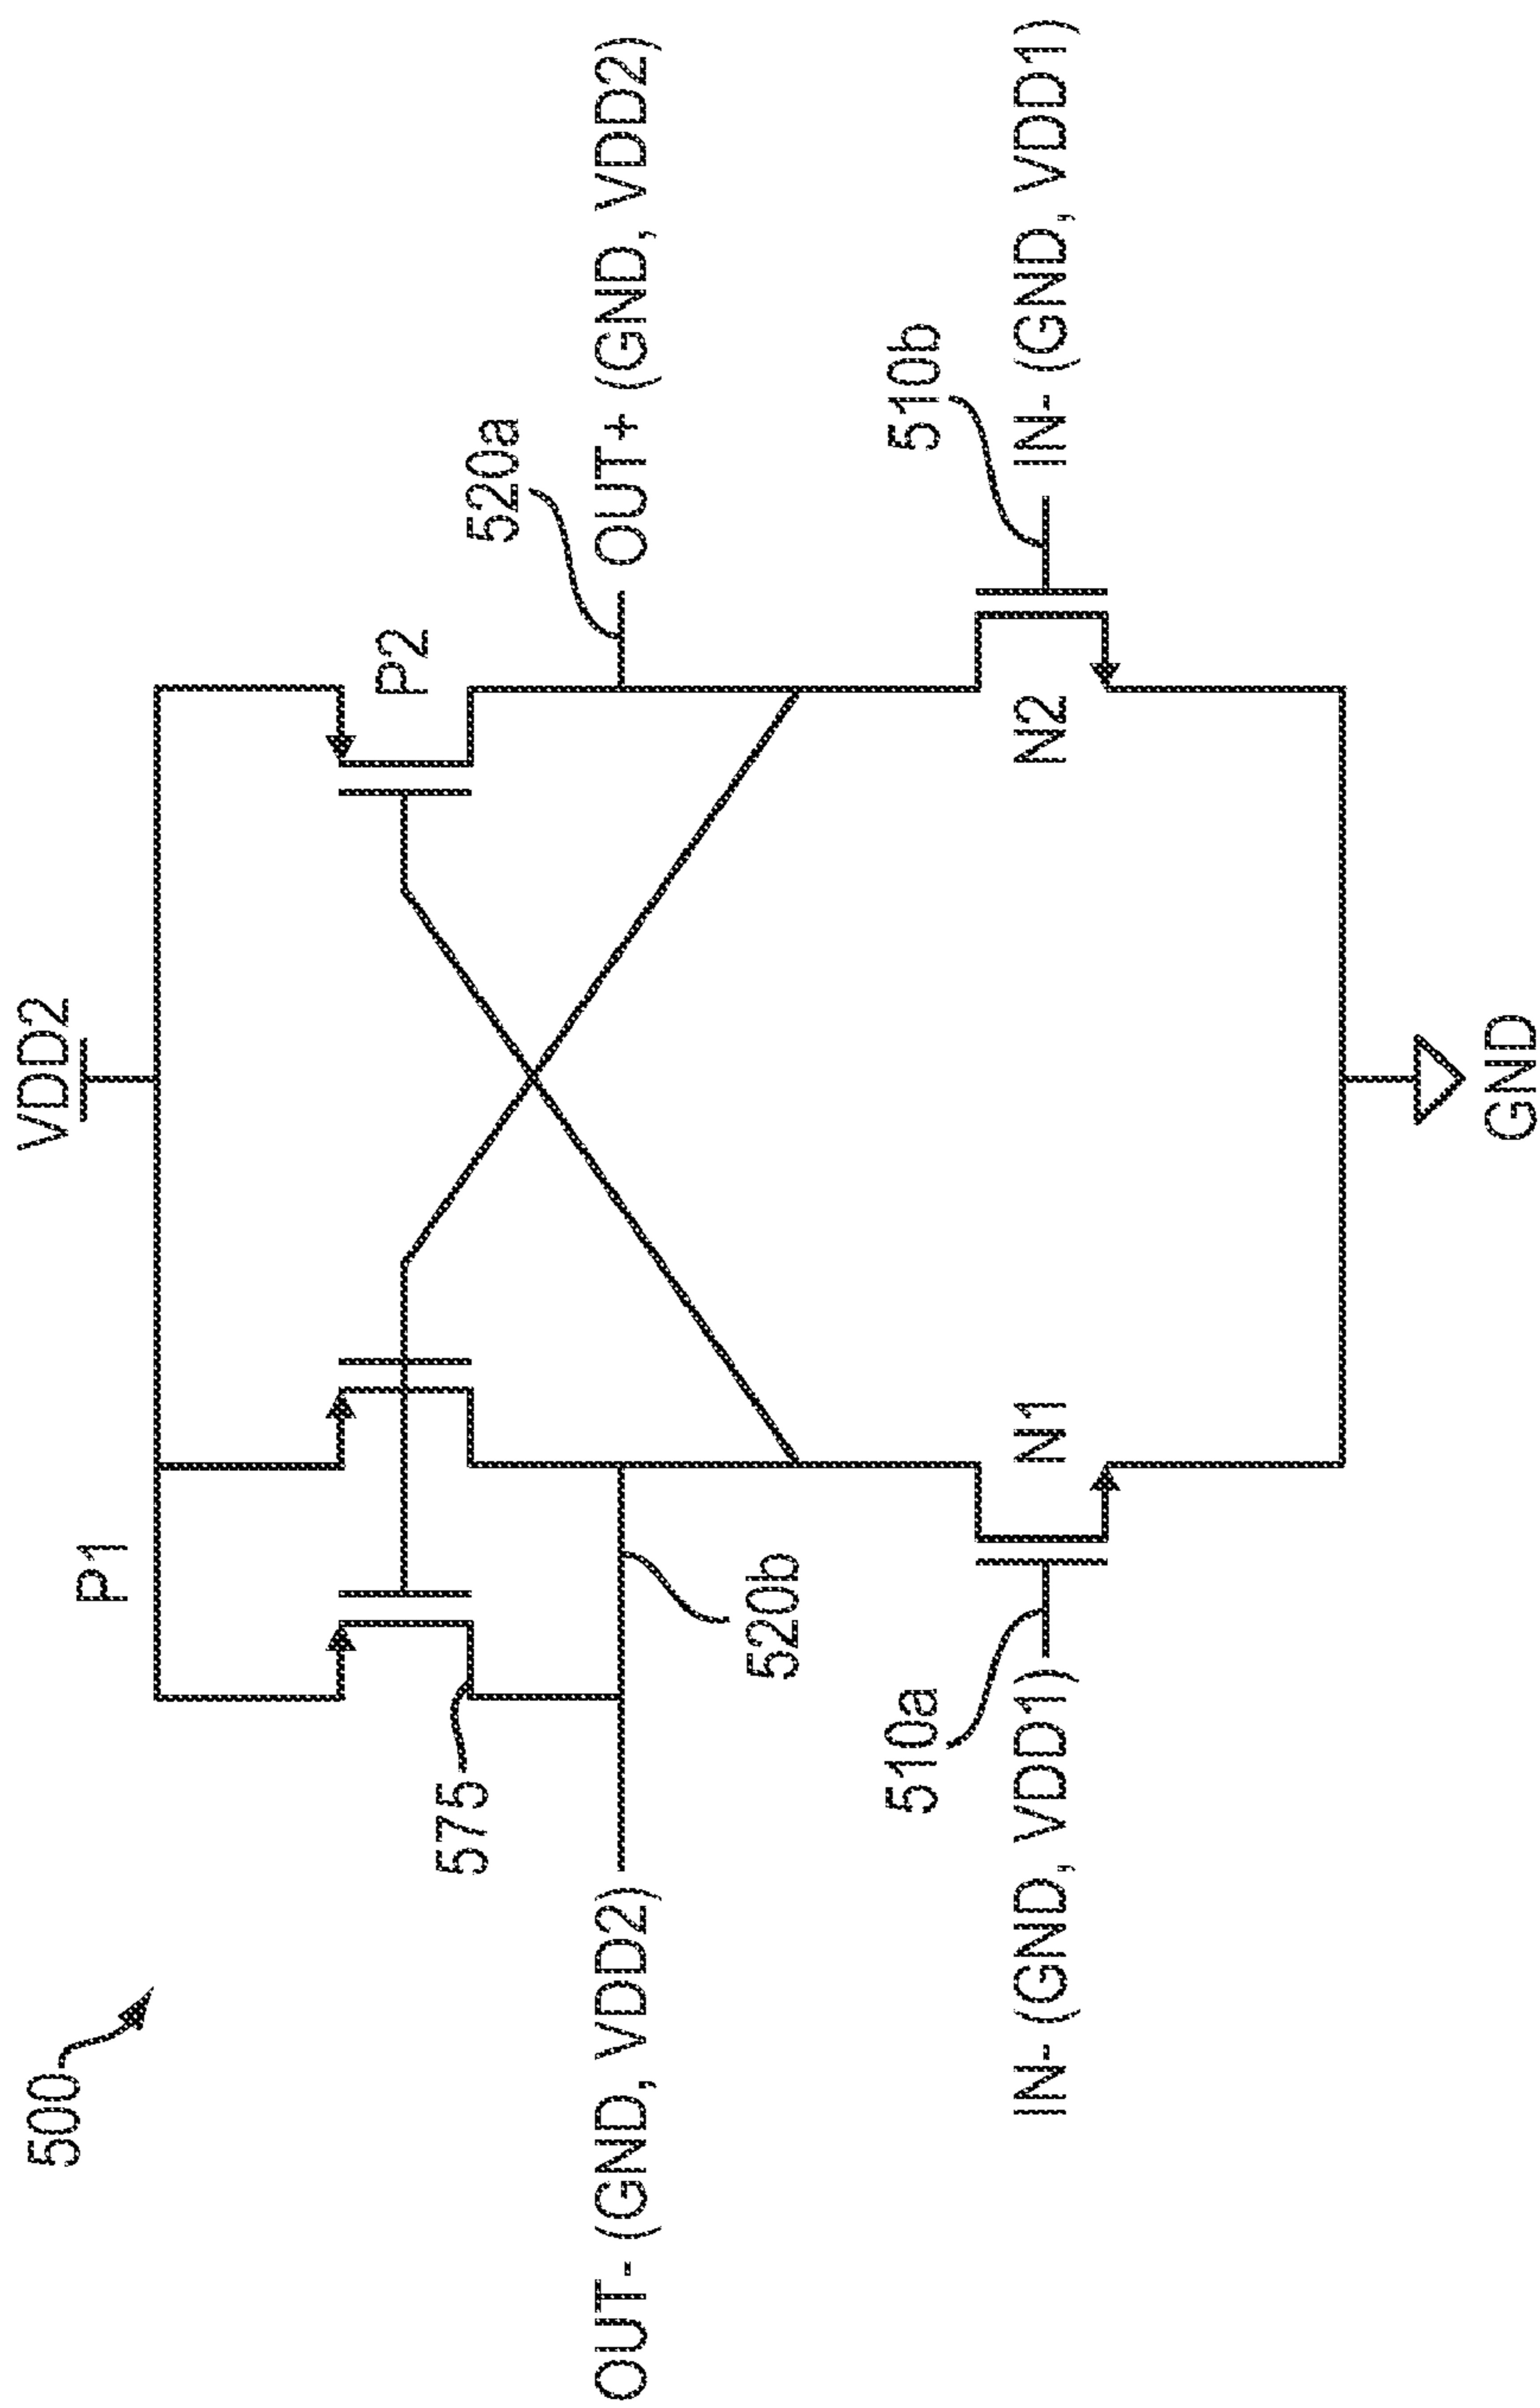 500
VDD2
P1
P2
575
520a
OUT- (GND, VDD2)
OUT+ (GND, VDD2)
520b
510a
510b
IN- (GND, VDD1)
N1
N2
IN- (GND, VDD1)
GND